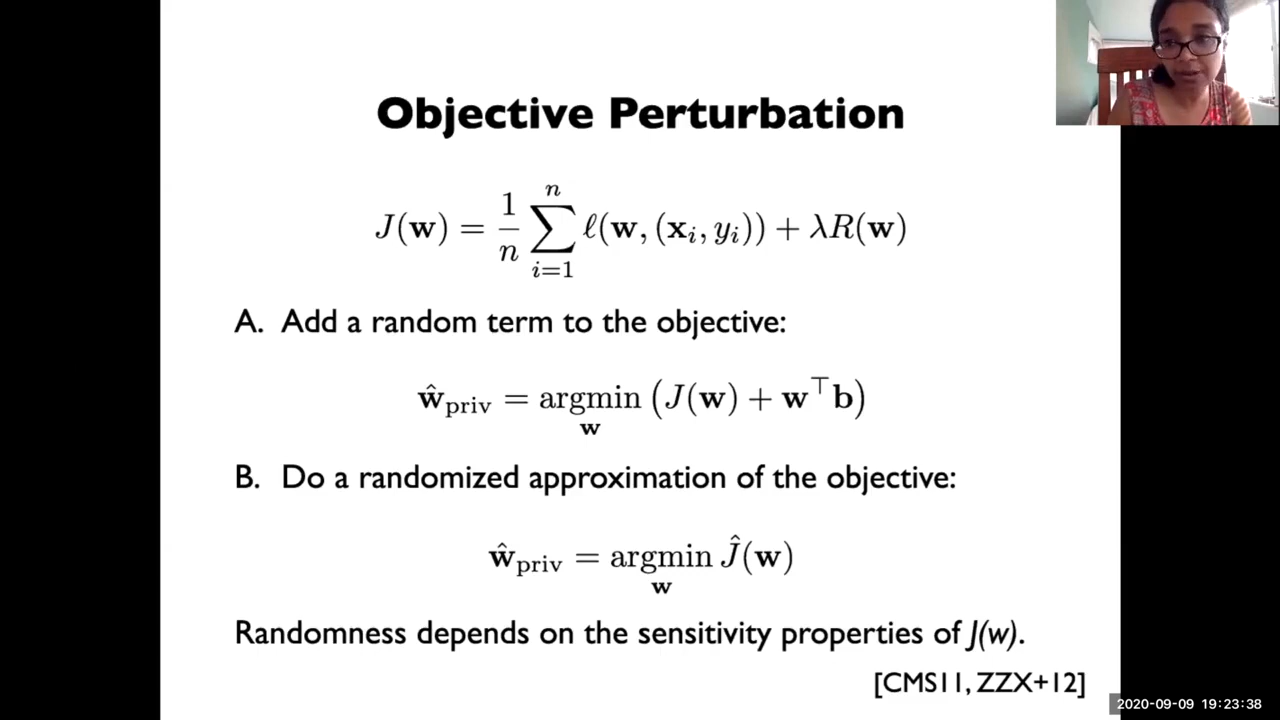 Objective Perturbation
J(w) = 1/n ∑_{i=1}^{n} ℓ(w, (x_i, y_i)) + λR(w)
A. Add a random term to the objective:
ŵ_priv = argmin_w (J(w) + w^⊤ b)
B. Do a randomized approximation of the objective:
ŵ_priv = argmin_w Ĵ(w)
Randomness depends on the sensitivity properties of J(w).
[CMS11, ZZX+12]
2020-09-09 19:23:38